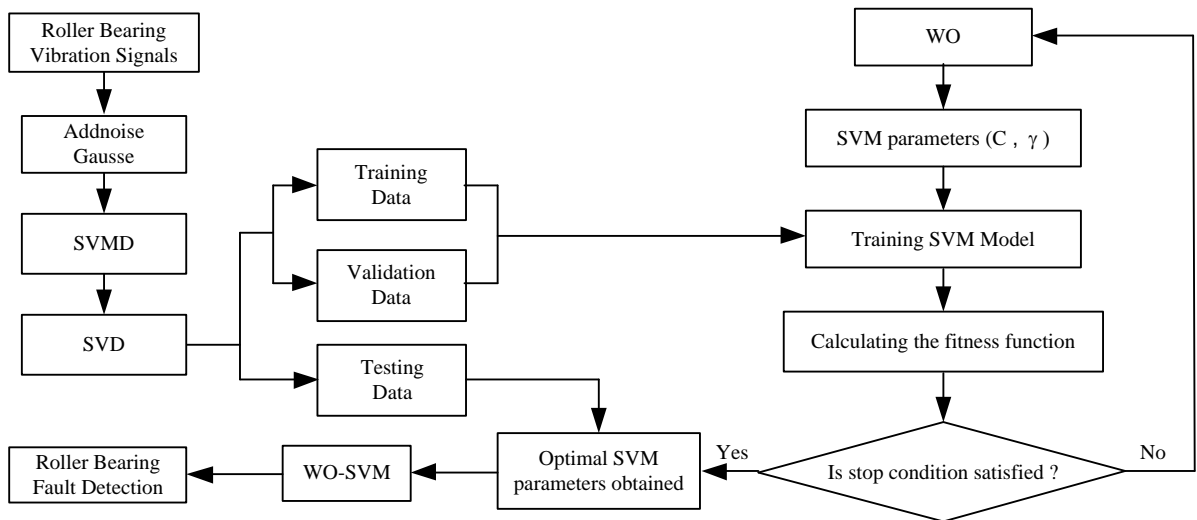 Roller Bearing
Vibration Signals
Addnoise
Gausse
SVMD
SVD
Training
Data
Validation
Data
Testing
Data
WO
SVM parameters (C , γ )
Training SVM Model
Calculating the fitness function
Is stop condition satisfied ?
Yes
No
Optimal SVM
parameters obtained
WO-SVM
Roller Bearing
Fault Detection